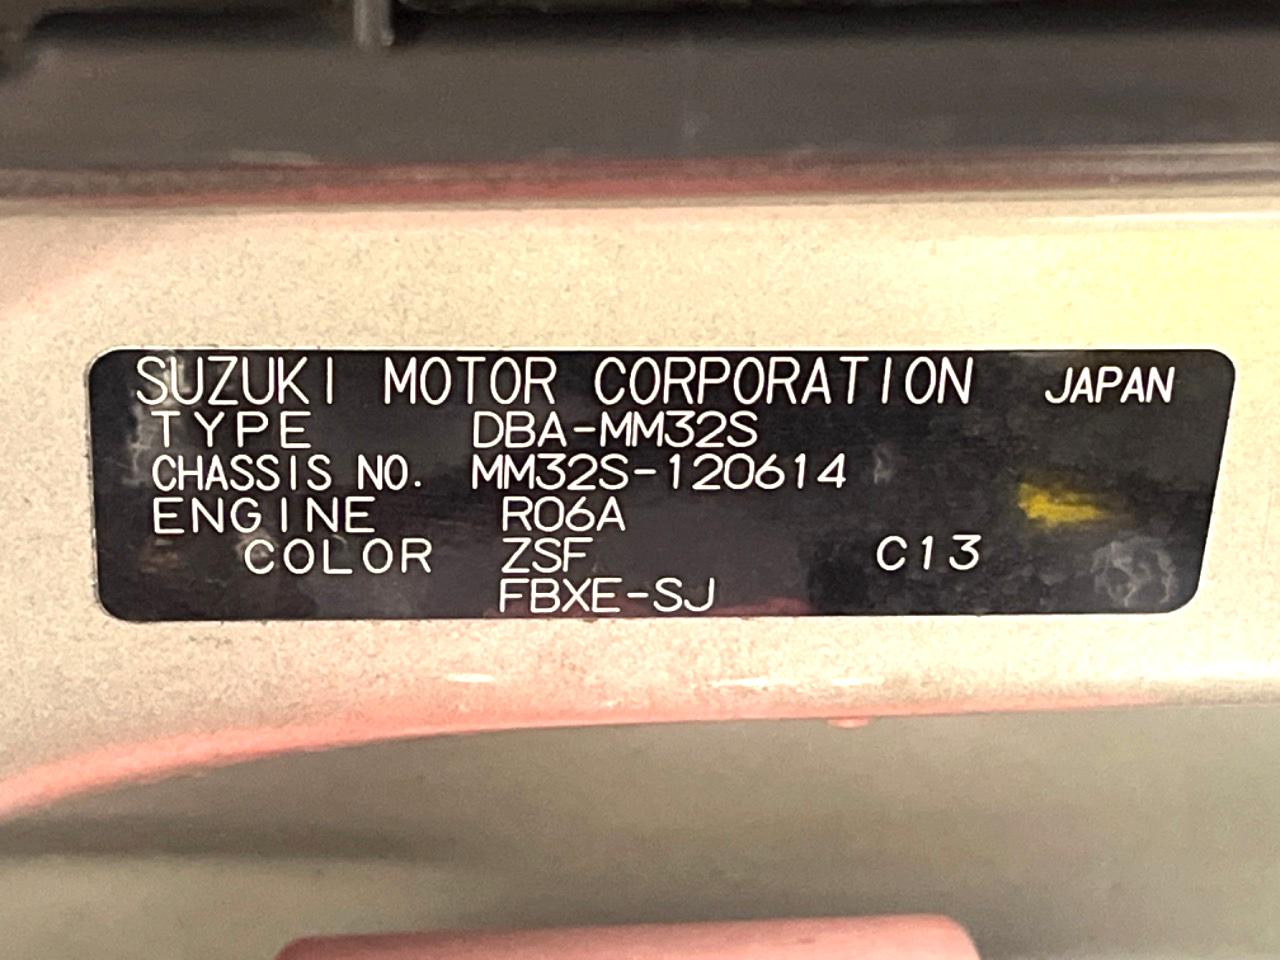 SUZUKI MOTOR CORPORATION JAPAN
TYPE DBA-MM32S
CHASSIS NO. MM32S-120614
ENGINE R06A
COLOR ZSF C13
FBXE-SJ